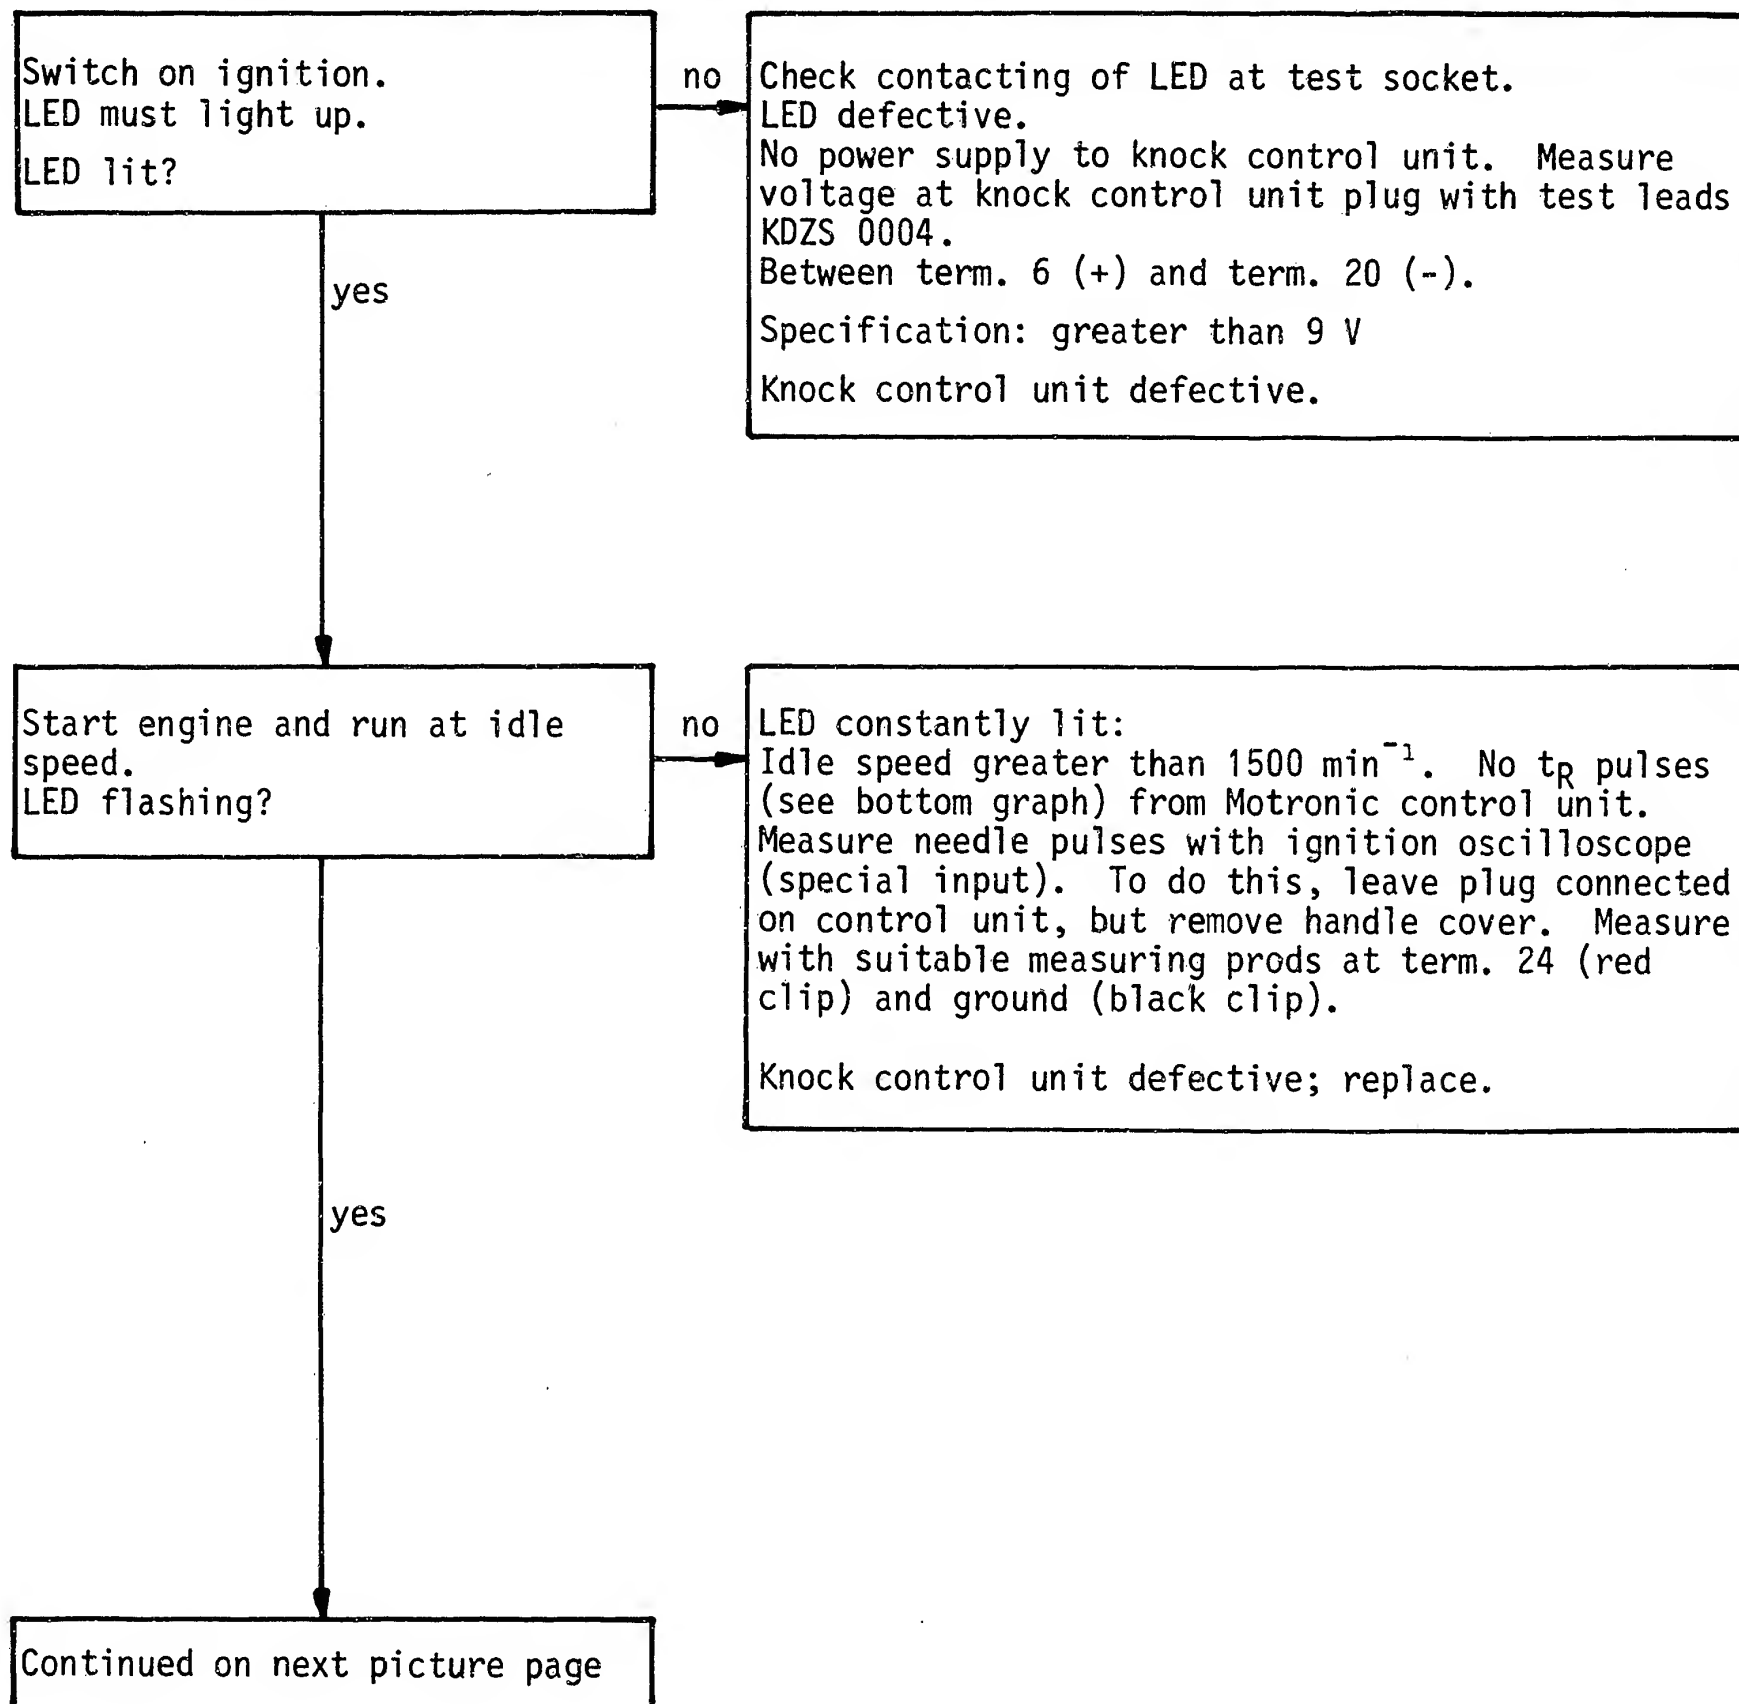 Switch on ignition.
LED must light up.
LED lit?
no
Check contacting of LED at test socket.
LED defective.
No power supply to knock control unit. Measure
voltage at knock control unit plug with test leads
KDZS 0004.
Between term. 6 (+) and term. 20 (-).
Specification: greater than 9 V
Knock control unit defective.
yes
Start engine and run at idle
speed.
LED flashing?
no
LED constantly lit:
Idle speed greater than 1500 min⁻¹. No tR pulses
(see bottom graph) from Motronic control unit.
Measure needle pulses with ignition oscilloscope
(special input). To do this, leave plug connected
on control unit, but remove handle cover. Measure
with suitable measuring prods at term. 24 (red
clip) and ground (black clip).
Knock control unit defective; replace.
yes
Continued on next picture page